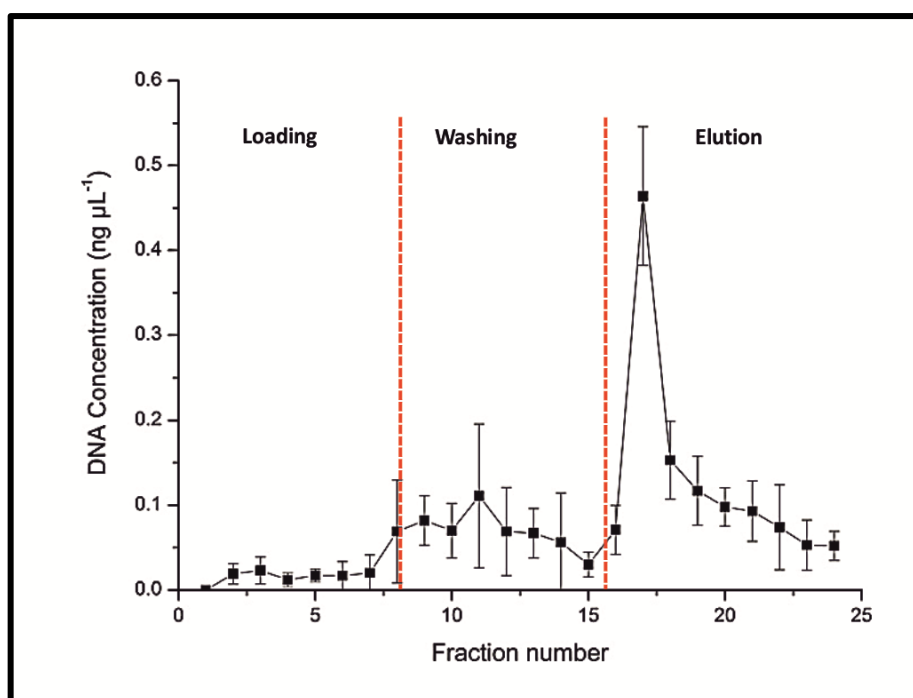 0.6
Loading Washing Elution
0.5
0.4
0.3
0.2
0.1
0.0
DNA Concentration (ng µL⁻¹)
0 5 10 15 20 25
Fraction number